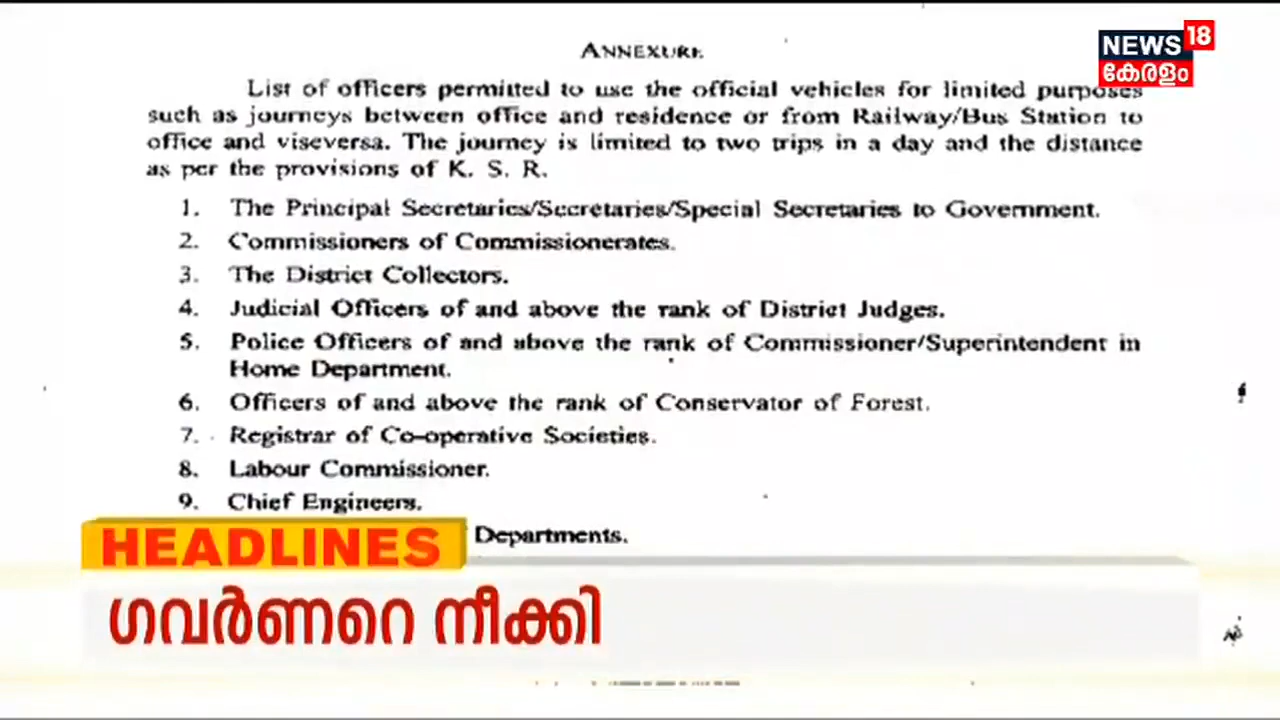 ANNEXURE
NEWS 18
കേരളം
List of officers permitted to use the official vehicles for limited purposes
such as journeys between office and residence or from Railway/Bus Station to
office and viseversa. The journey is limited to two trips in a day and the distance
as per the provisions of K. S. R.
1. The Principal Secretaries/Secretaries/Special Secretaries to Government.
2. Commissioners of Commissionerates.
3. The District Collectors.
4. Judicial Officers of and above the rank of District Judges.
5. Police Officers of and above the rank of Commissioner/Superintendent in
Home Department.
6. Officers of and above the rank of Conservator of Forest.
7. Registrar of Co-operative Societies.
8. Labour Commissioner.
9. Chief Engineers.
Departments.
HEADLINES
ഗവർണറെ നീക്കി